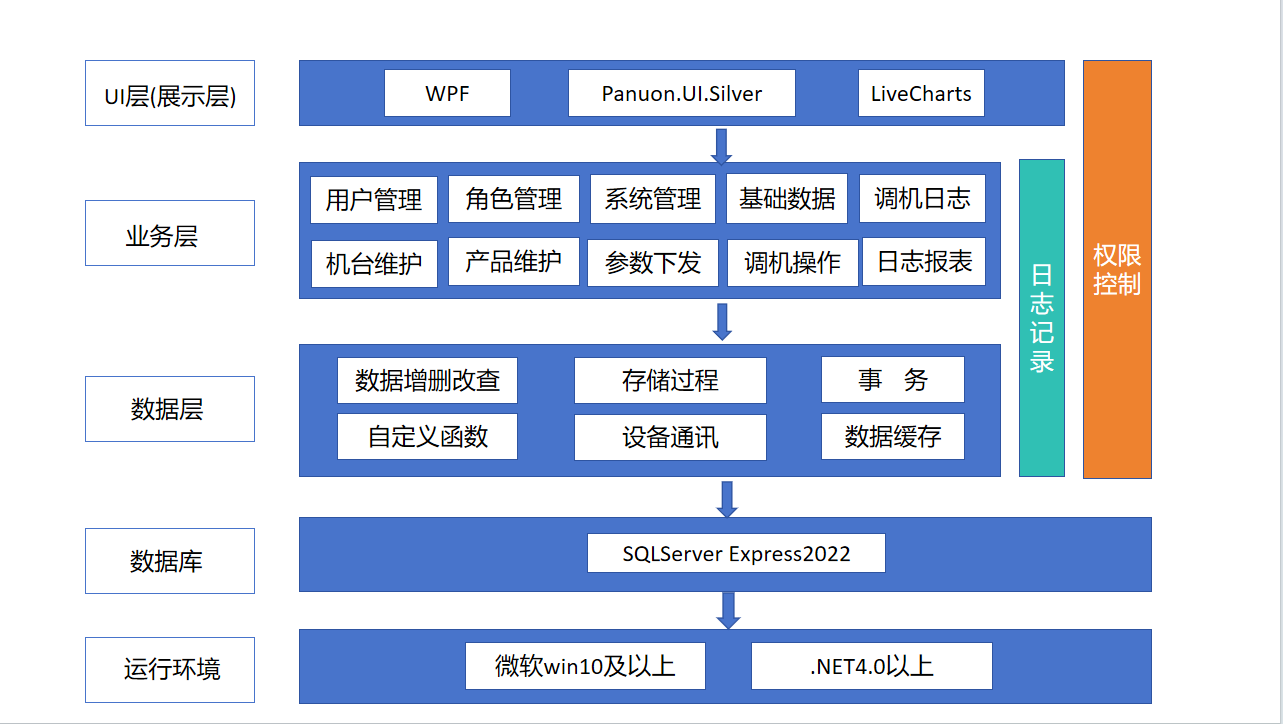 UI层(展示层)
WPF
Panuon.UI.Silver
LiveCharts
业务层
用户管理
角色管理
系统管理
基础数据
调机日志
机台维护
产品维护
参数下发
调机操作
日志报表
数据层
数据增删改查
存储过程
事 务
自定义函数
设备通讯
数据缓存
日
志
记
录
权限
控制
数据库
SQLServer Express2022
运行环境
微软win10及以上
.NET4.0以上